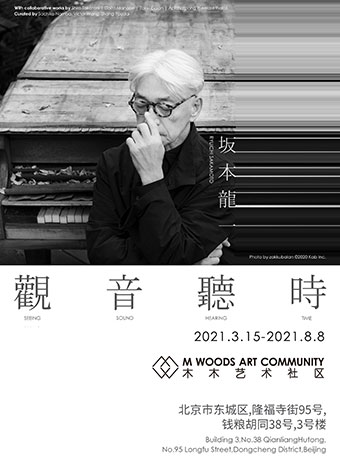 坂本龍一
RYUICHI SAKAMOTO
Photo by zakkubalan ©2020 Kab Inc.
觀 音 聽 時
SEEING SOUND HEARING TIME
2021.3.15-2021.8.8
M WOODS ART COMMUNITY
木木艺术社区
北京市东城区,隆福寺街95号,
钱粮胡同38号,3号楼
Building 3,No.38 QianliangHutong,
No.95 Longfu Street,Dongcheng District,Beijing